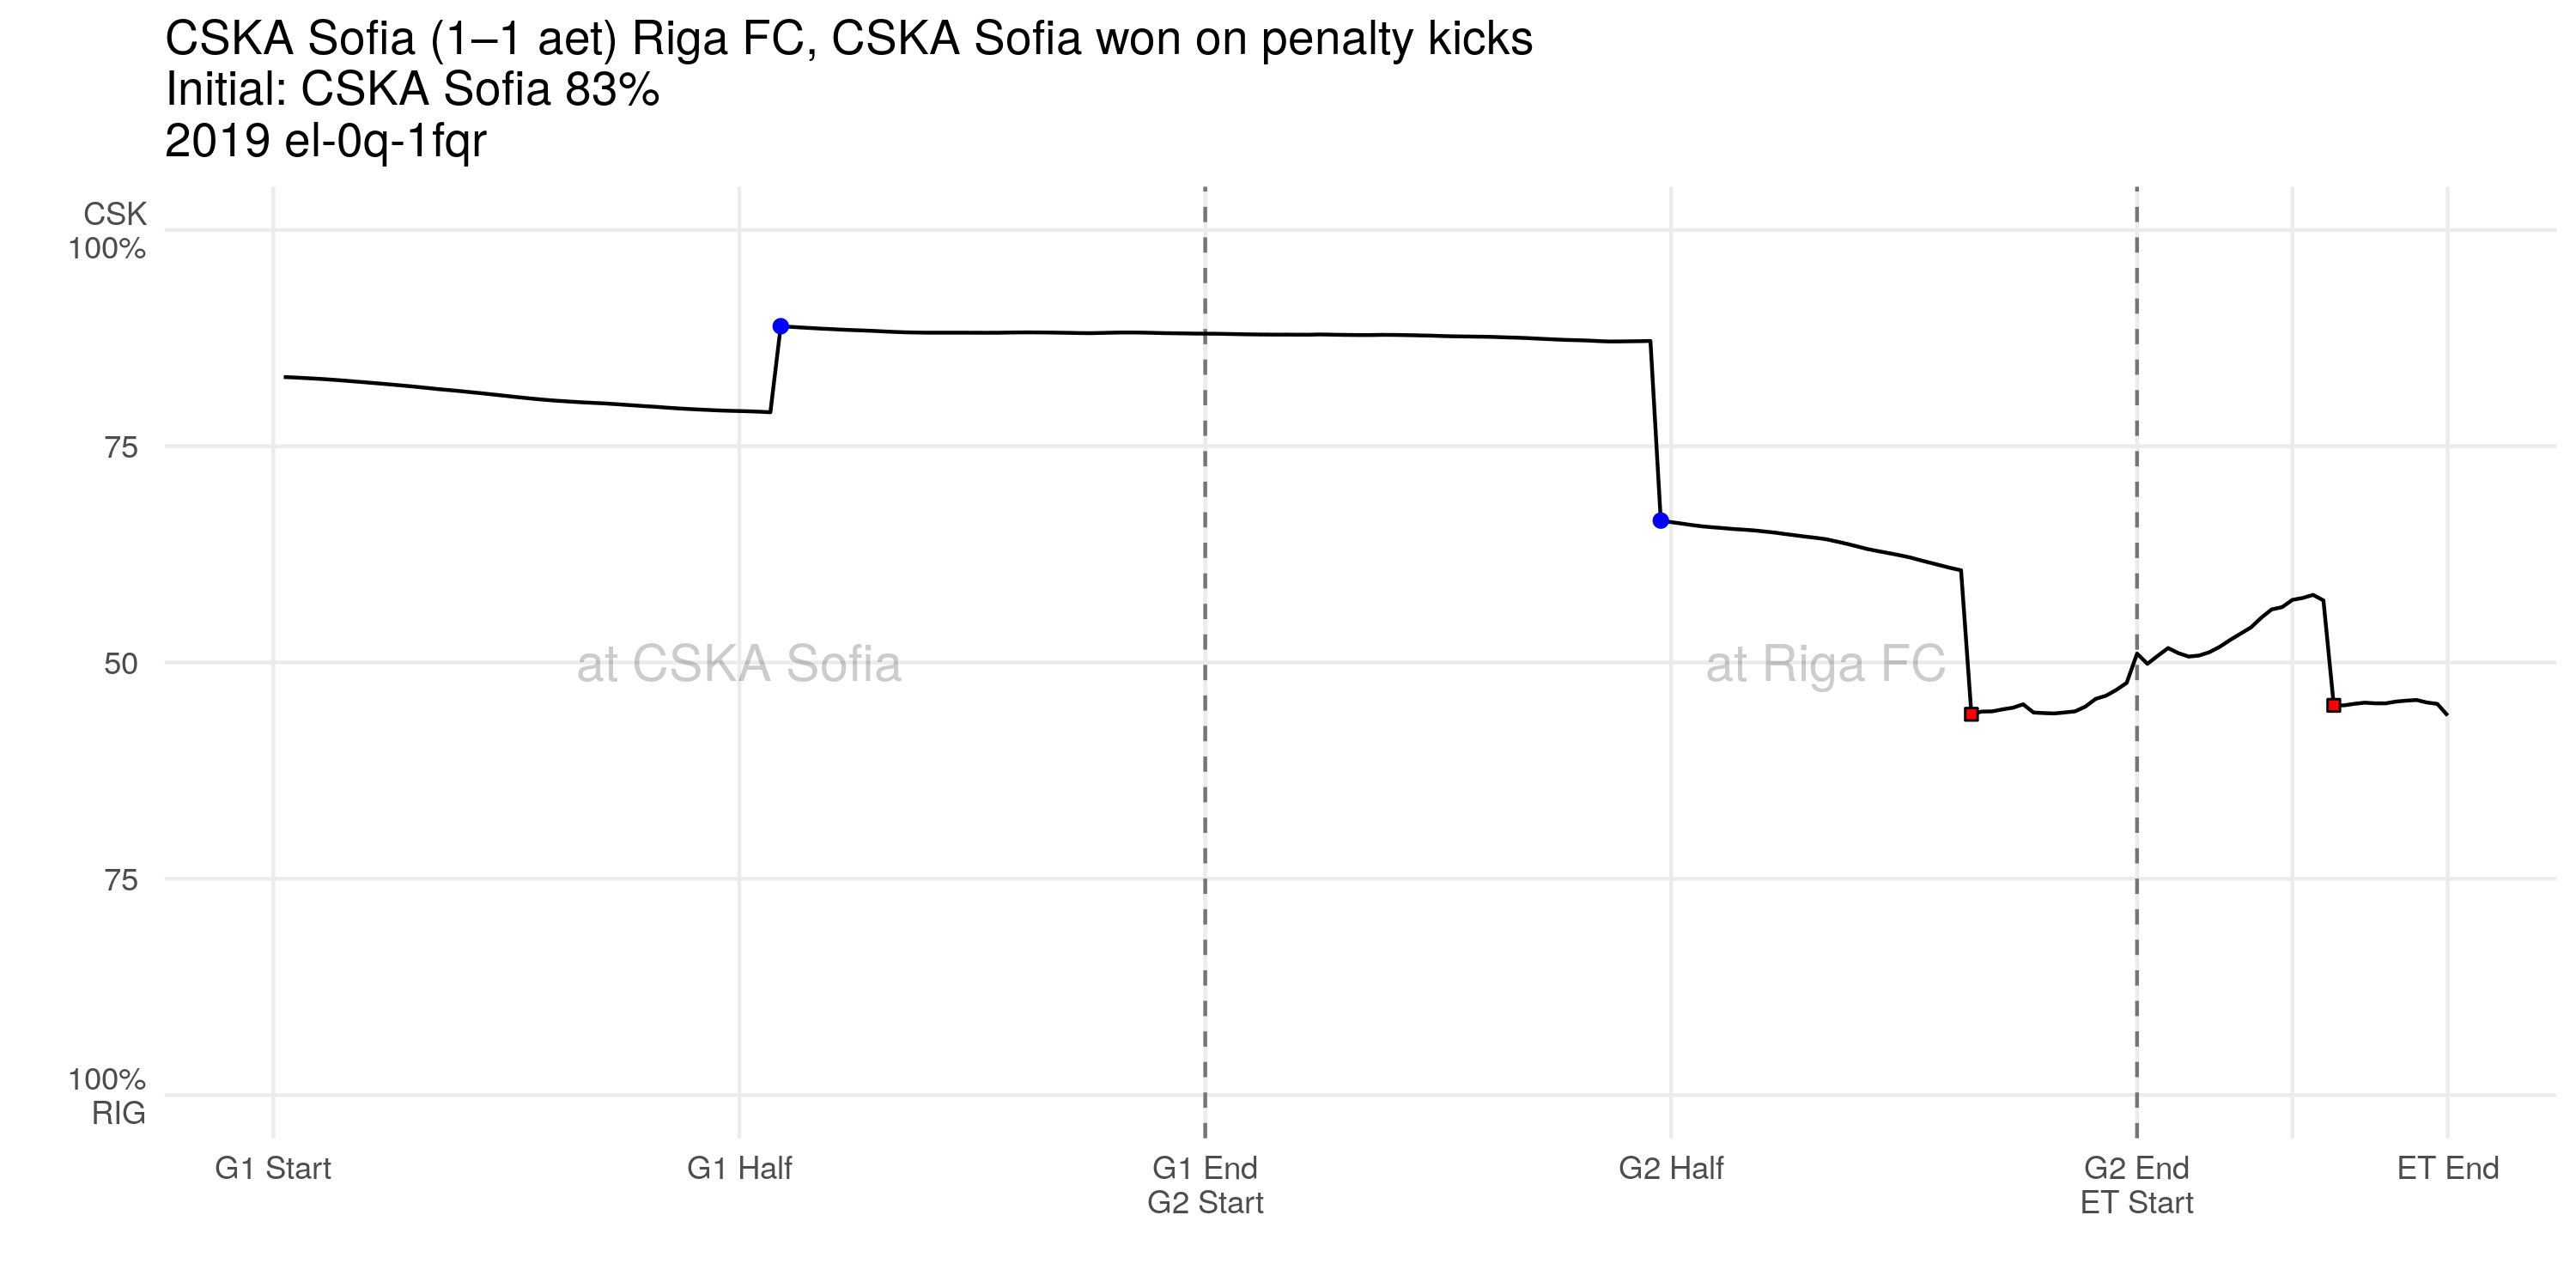 CSKA Sofia (1–1 aet) Riga FC, CSKA Sofia won on penalty kicks
Initial: CSKA Sofia 83%
2019 el-0q-1fqr
CSK
100%
75
50
75
100%
RIG
at CSKA Sofia
at Riga FC
G1 Start
G1 Half
G1 End
G2 Start
G2 Half
G2 End
ET Start
ET End